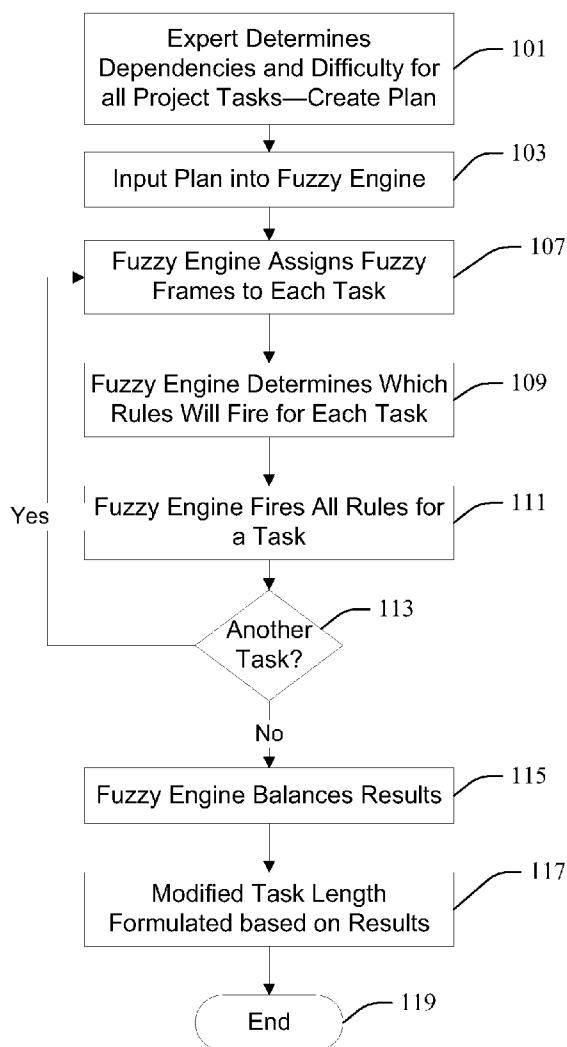 Expert Determines
Dependencies and Difficulty for
all Project Tasks—Create Plan
101
Input Plan into Fuzzy Engine
103
Fuzzy Engine Assigns Fuzzy
Frames to Each Task
107
Fuzzy Engine Determines Which
Rules Will Fire for Each Task
109
Fuzzy Engine Fires All Rules for
a Task
111
Yes
Another
Task?
113
No
Fuzzy Engine Balances Results
115
Modified Task Length
Formulated based on Results
117
End
119